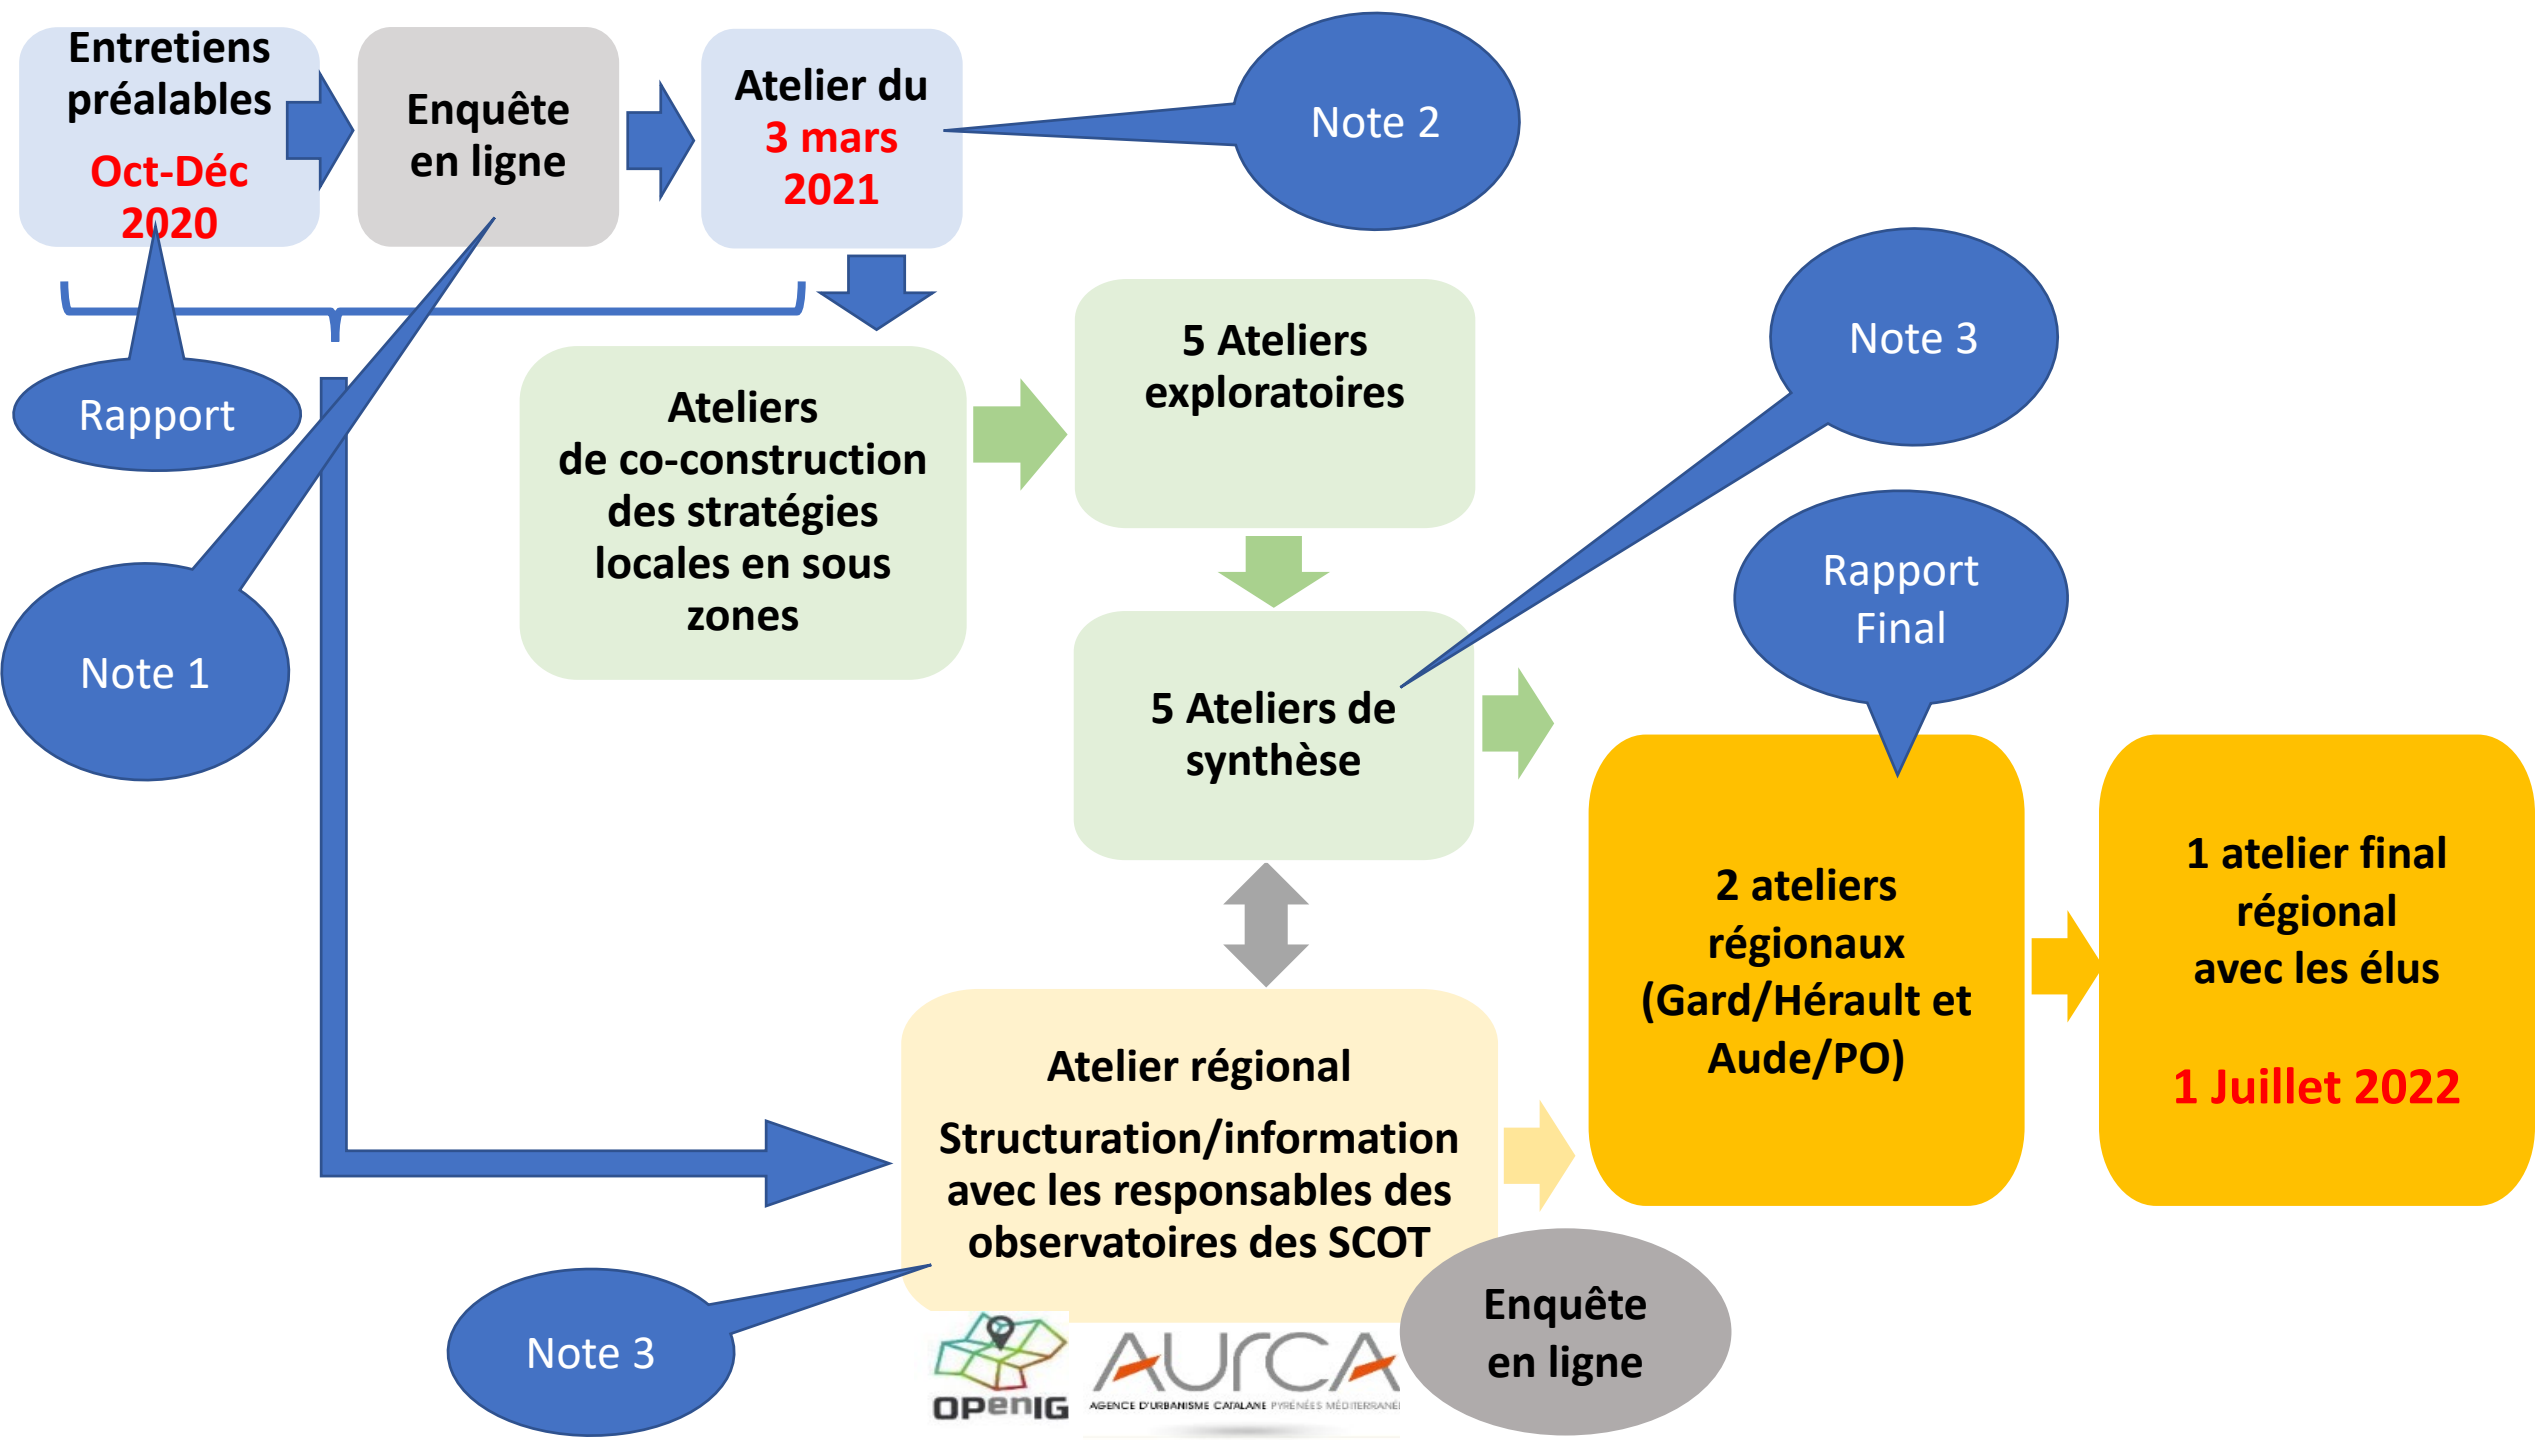 Entretiens
préalables
Oct-Déc
2020
Enquête
en ligne
Atelier du
3 mars
2021
Note 2
Rapport
Note 1
Ateliers
de co-construction
des stratégies
locales en sous
zones
5 Ateliers
exploratoires
Note 3
5 Ateliers de
synthèse
Rapport
Final
2 ateliers
régionaux
(Gard/Hérault et
Aude/PO)
1 atelier final
régional
avec les élus
1 Juillet 2022
Atelier régional
Structuration/information
avec les responsables des
observatoires des SCOT
Note 3
OPenIG
AURCA
AGENCE D'URBANISME CATALANE PYRÉNÉES MÉDITERRANÉ
Enquête
en ligne